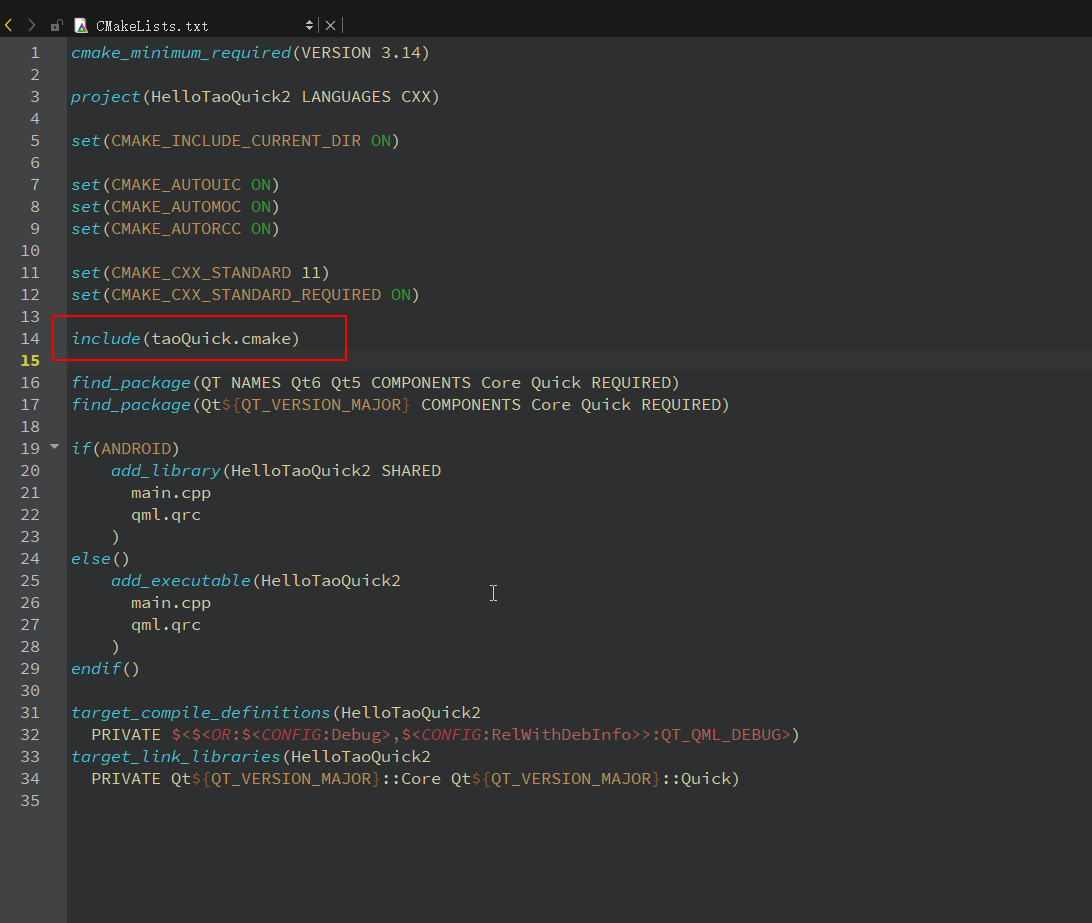 CMakeLists.txt
1 cmake_minimum_required(VERSION 3.14)
2
3 project(HelloTaoQuick2 LANGUAGES CXX)
4
5 set(CMAKE_INCLUDE_CURRENT_DIR ON)
6
7 set(CMAKE_AUTOUIC ON)
8 set(CMAKE_AUTOMOC ON)
9 set(CMAKE_AUTORCC ON)
10
11 set(CMAKE_CXX_STANDARD 11)
12 set(CMAKE_CXX_STANDARD_REQUIRED ON)
13
14 include(taoQuick.cmake)
15
16 find_package(QT NAMES Qt6 Qt5 COMPONENTS Core Quick REQUIRED)
17 find_package(Qt${QT_VERSION_MAJOR} COMPONENTS Core Quick REQUIRED)
18
19 if(ANDROID)
20     add_library(HelloTaoQuick2 SHARED
21       main.cpp
22       qml.qrc
23     )
24 else()
25     add_executable(HelloTaoQuick2
26       main.cpp
27       qml.qrc
28     )
29 endif()
30
31 target_compile_definitions(HelloTaoQuick2
32   PRIVATE $<$<OR:$<CONFIG:Debug>,$<CONFIG:RelWithDebInfo>>:QT_QML_DEBUG>)
33 target_link_libraries(HelloTaoQuick2
34   PRIVATE Qt${QT_VERSION_MAJOR}::Core Qt${QT_VERSION_MAJOR}::Quick)
35